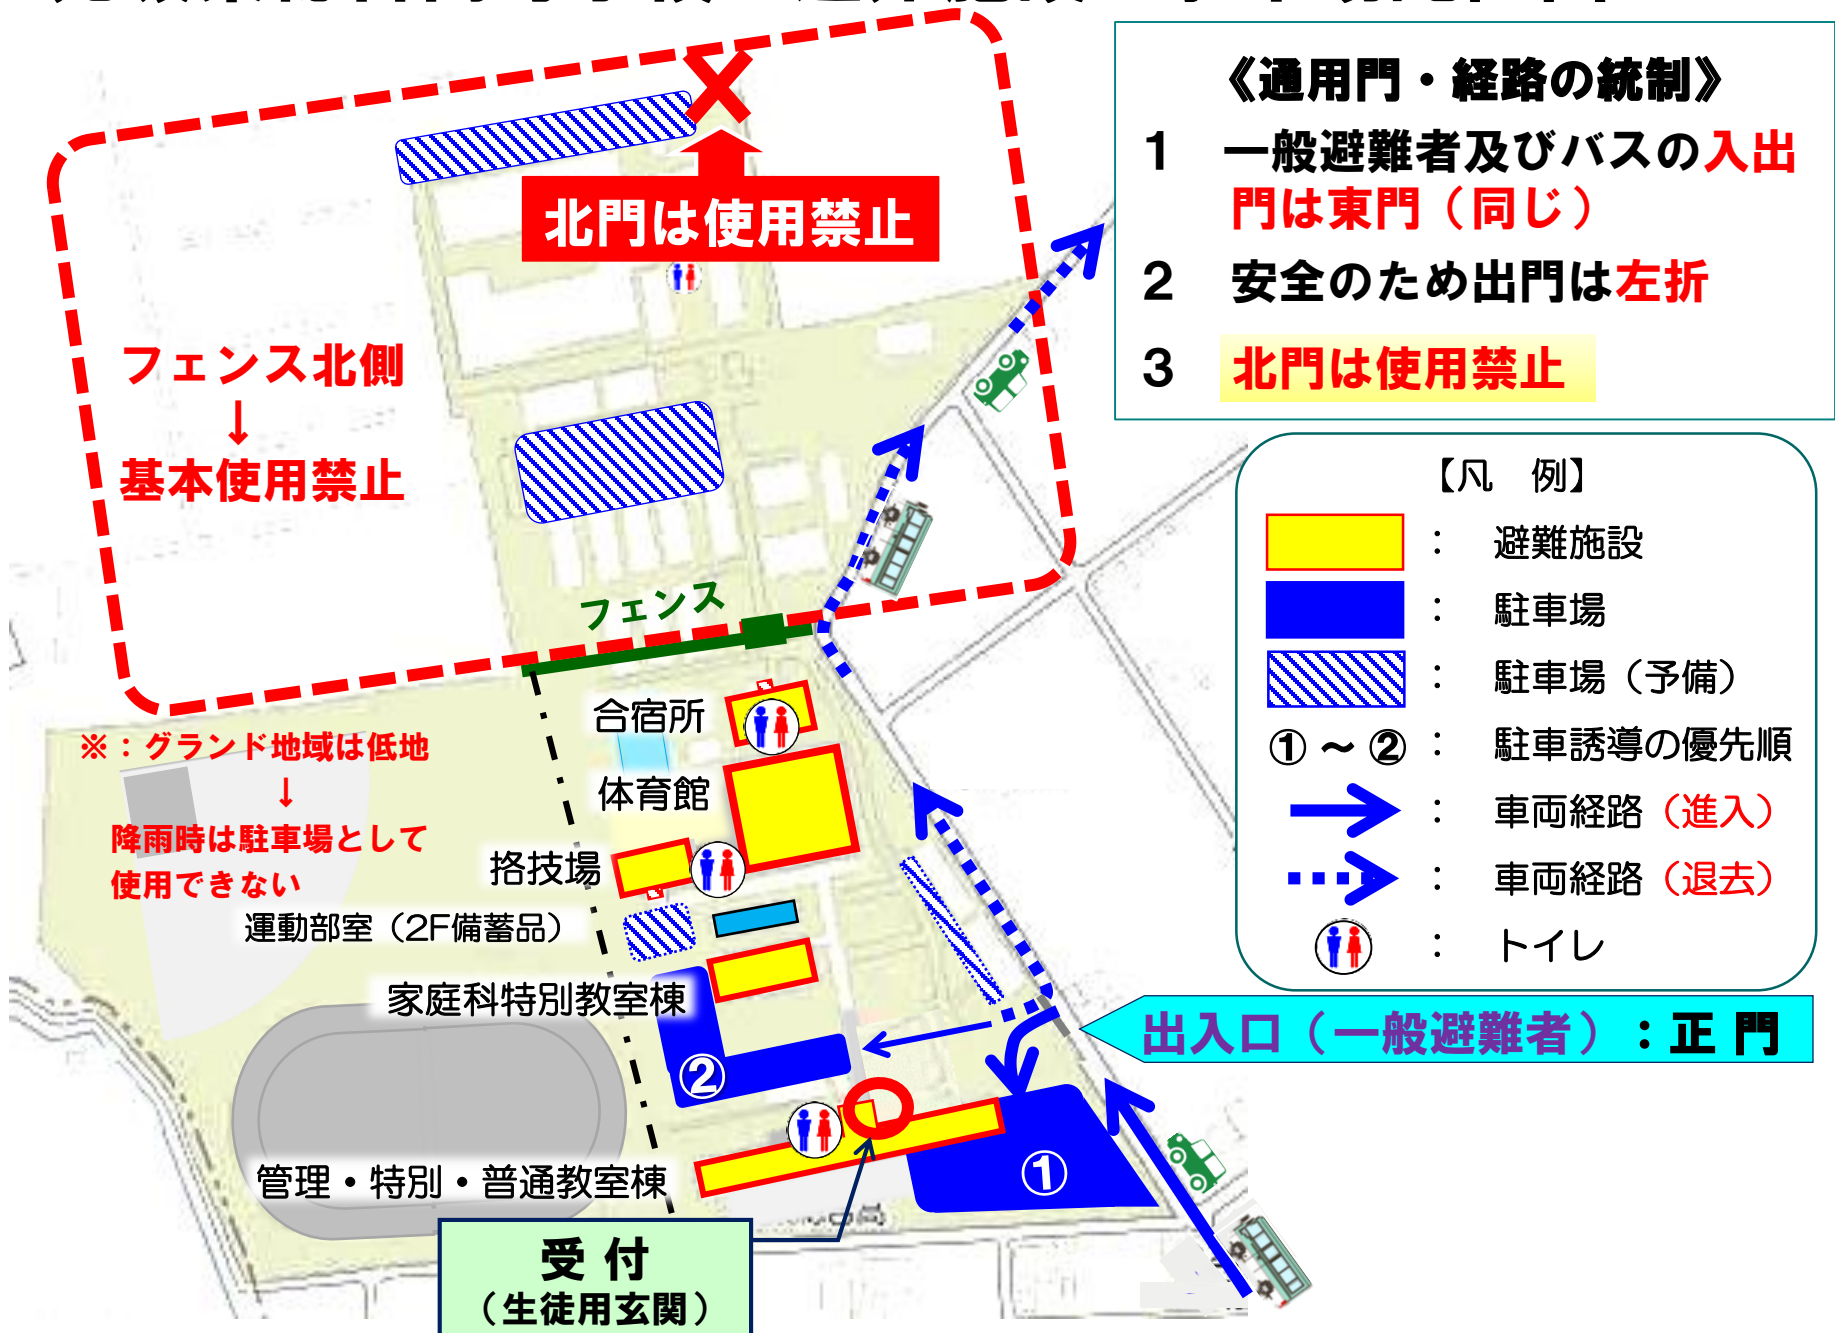 《通用門・経路の統制》
1 一般避難者及びバスの入出
門は東門（同じ）
2 安全のため出門は左折
3 北門は使用禁止
北門は使用禁止
フェンス北側
↓
基本使用禁止
【凡 例】
： 避難施設
： 駐車場
： 駐車場（予備）
①～②： 駐車誘導の優先順
： 車両経路（進入）
： 車両経路（退去）
： トイレ
フェンス
合宿所
※：グランド地域は低地
↓
降雨時は駐車場として
使用できない
体育館
挌技場
運動部室（2F備蓄品）
家庭科特別教室棟
出入口（一般避難者）：正 門
②
①
管理・特別・普通教室棟
受 付
（生徒用玄関）